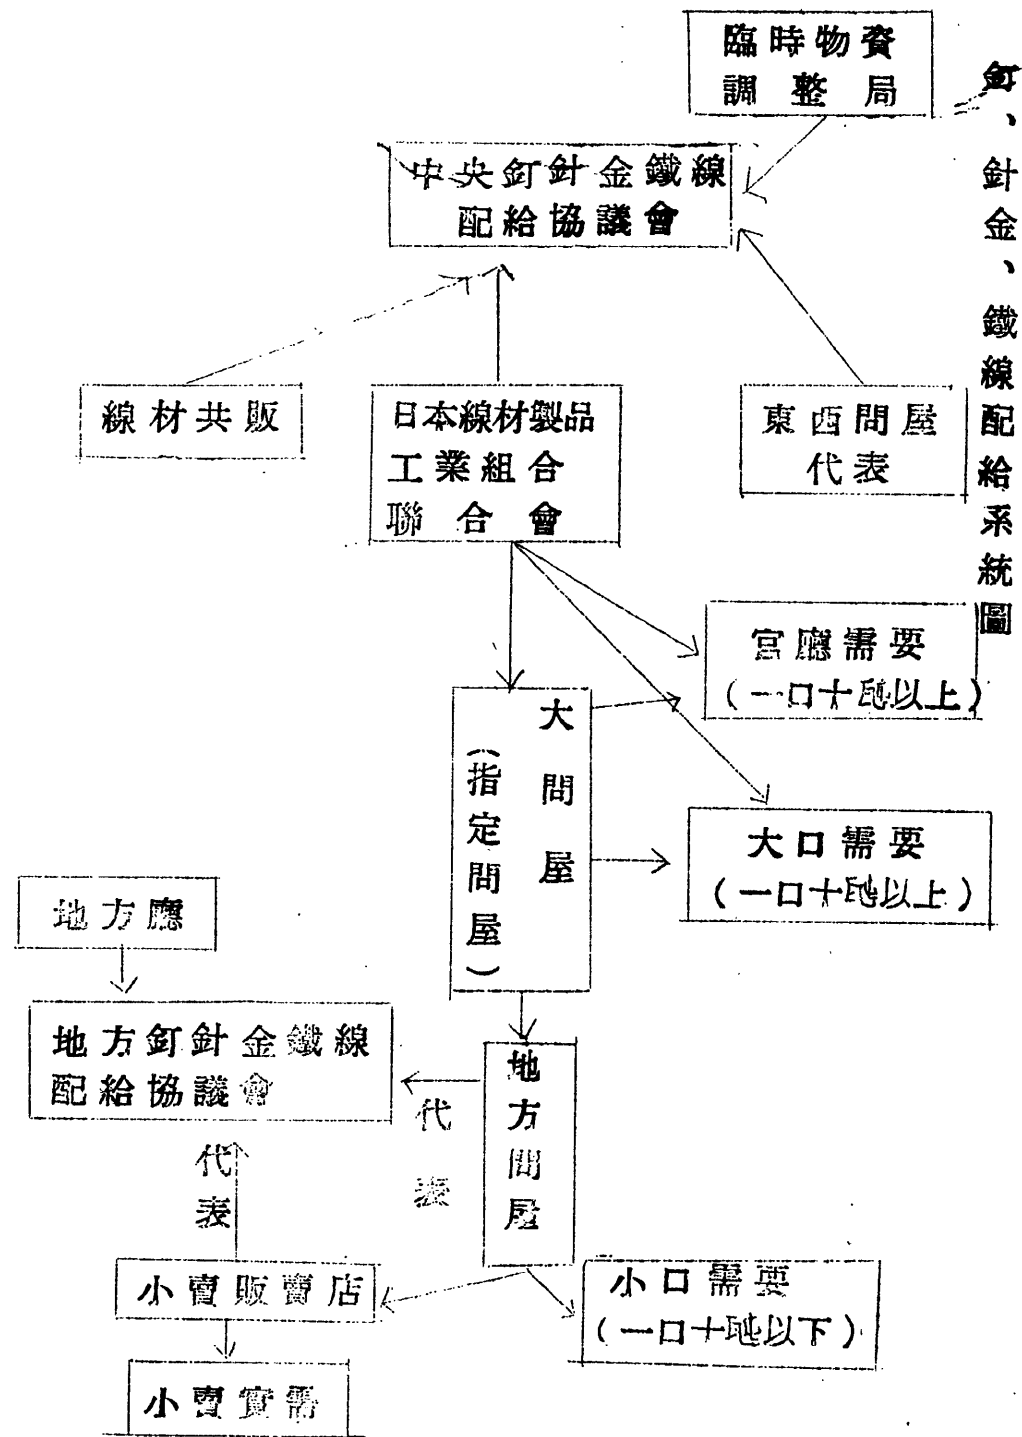 釘、針金、鐵線配給系統圖
臨時物資
調整局
中央釘針金鐵線
配給協議會
線材共販
日本線材製品
工業組合
聯合會
東西問屋
代表
官廳需要
(一口十瓲以上)
大問屋
(指定問屋)
大口需要
(一口十瓲以上)
地方廳
地方釘針金鐵線
配給協議會
代表
地方問屋
代表
小賣販賣店
小口需要
(一口十瓲以下)
小賣實需